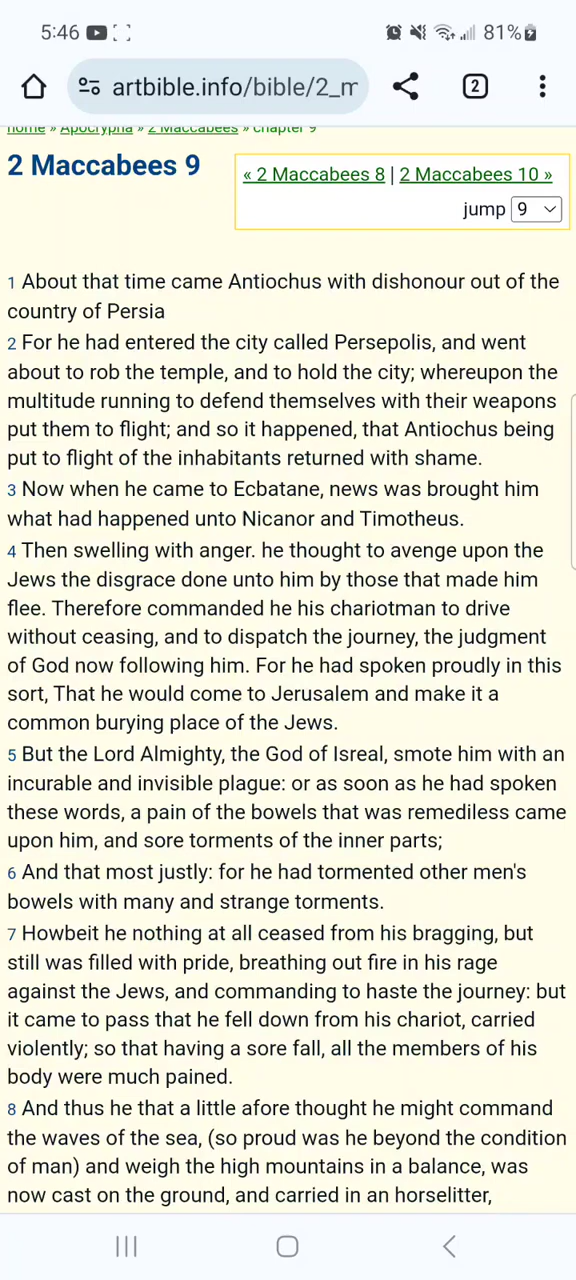 5:46
81%
artbible.info/bible/2_m
2
home » Apocrypha » 2 Maccabees » chapter 9
2 Maccabees 9
« 2 Maccabees 8 | 2 Maccabees 10 »
jump 9
1 About that time came Antiochus with dishonour out of the
country of Persia
2 For he had entered the city called Persepolis, and went
about to rob the temple, and to hold the city; whereupon the
multitude running to defend themselves with their weapons
put them to flight; and so it happened, that Antiochus being
put to flight of the inhabitants returned with shame.
3 Now when he came to Ecbatane, news was brought him
what had happened unto Nicanor and Timotheus.
4 Then swelling with anger. he thought to avenge upon the
Jews the disgrace done unto him by those that made him
flee. Therefore commanded he his chariotman to drive
without ceasing, and to dispatch the journey, the judgment
of God now following him. For he had spoken proudly in this
sort, That he would come to Jerusalem and make it a
common burying place of the Jews.
5 But the Lord Almighty, the God of Isreal, smote him with an
incurable and invisible plague: or as soon as he had spoken
these words, a pain of the bowels that was remediless came
upon him, and sore torments of the inner parts;
6 And that most justly: for he had tormented other men's
bowels with many and strange torments.
7 Howbeit he nothing at all ceased from his bragging, but
still was filled with pride, breathing out fire in his rage
against the Jews, and commanding to haste the journey: but
it came to pass that he fell down from his chariot, carried
violently; so that having a sore fall, all the members of his
body were much pained.
8 And thus he that a little afore thought he might command
the waves of the sea, (so proud was he beyond the condition
of man) and weigh the high mountains in a balance, was
now cast on the ground, and carried in an horselitter,